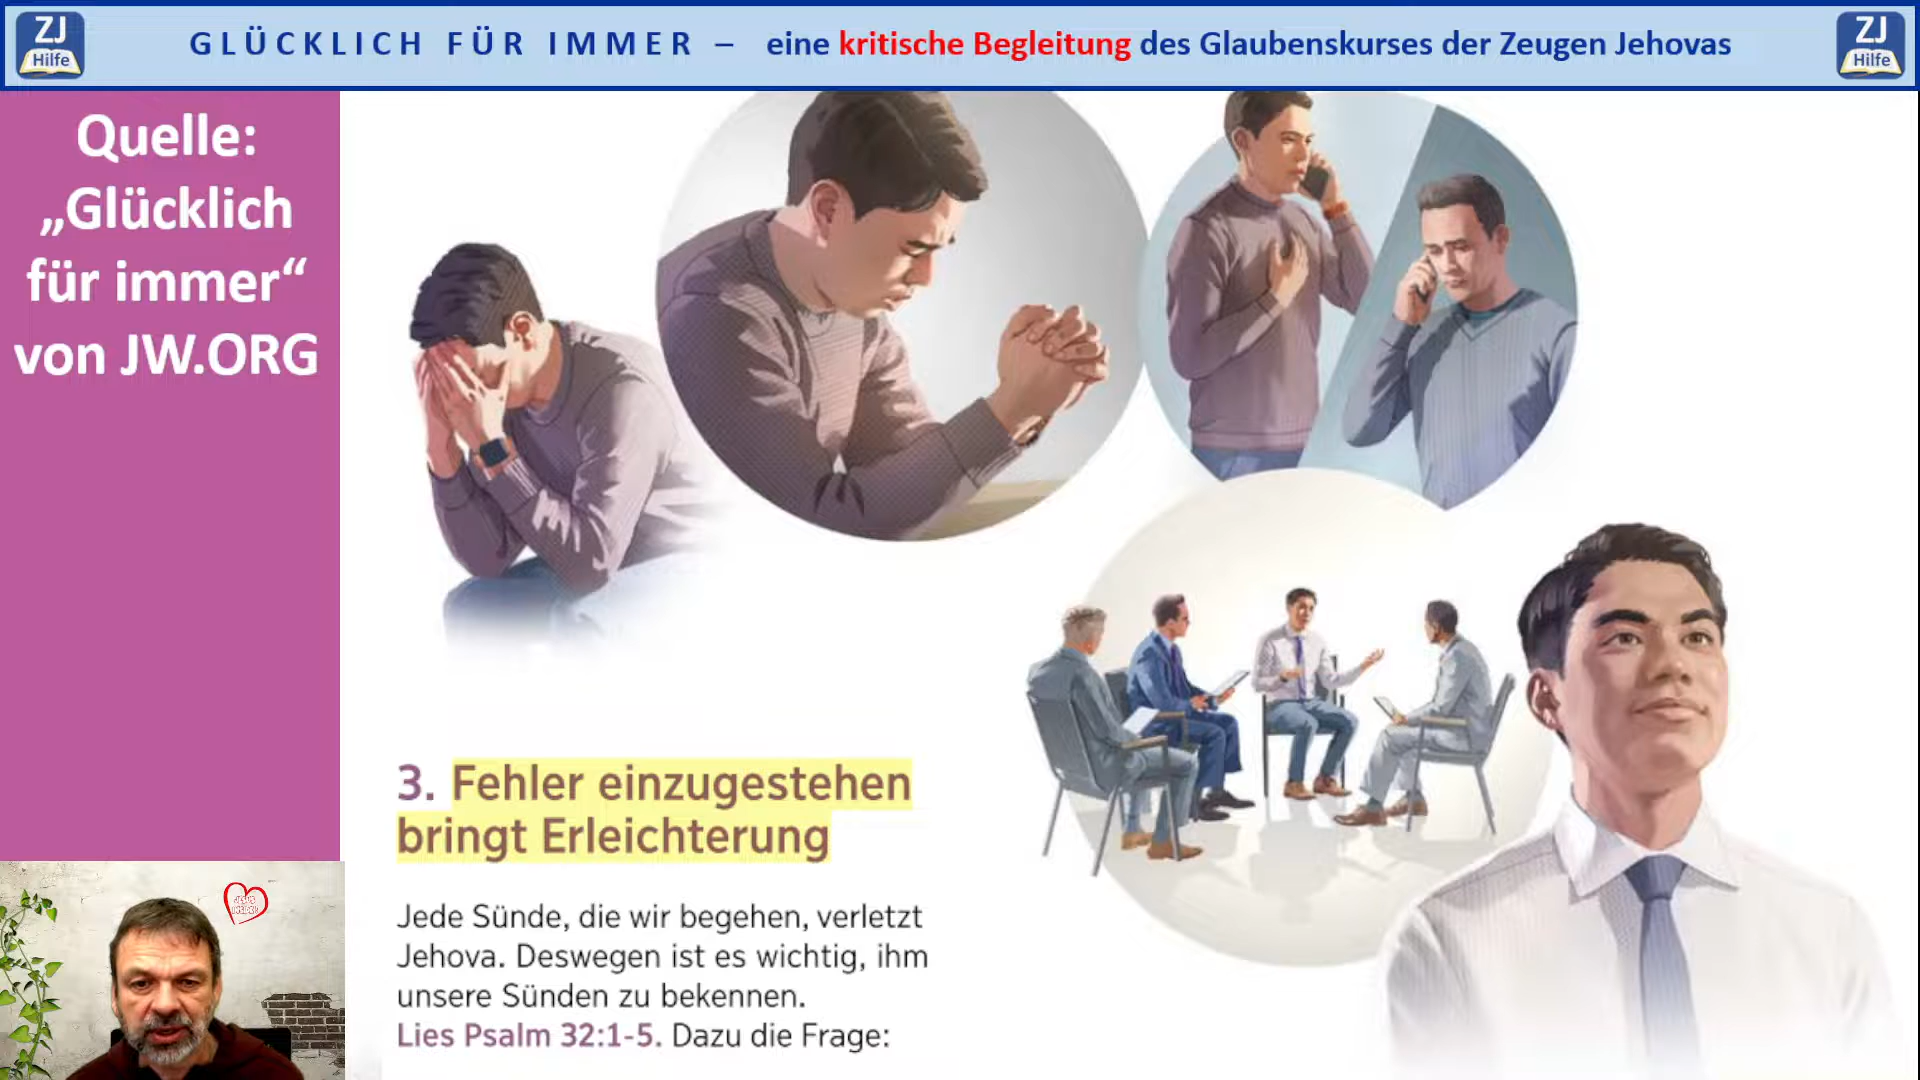 ZJ
Hilfe
GLÜCKLICH FÜR IMMER – eine kritische Begleitung des Glaubenskurses der Zeugen Jehovas
ZJ
Hilfe
Quelle:
„Glücklich
für immer“
von JW.ORG
3. Fehler einzugestehen
bringt Erleichterung
Jede Sünde, die wir begehen, verletzt
Jehova. Deswegen ist es wichtig, ihm
unsere Sünden zu bekennen.
Lies Psalm 32:1-5. Dazu die Frage: